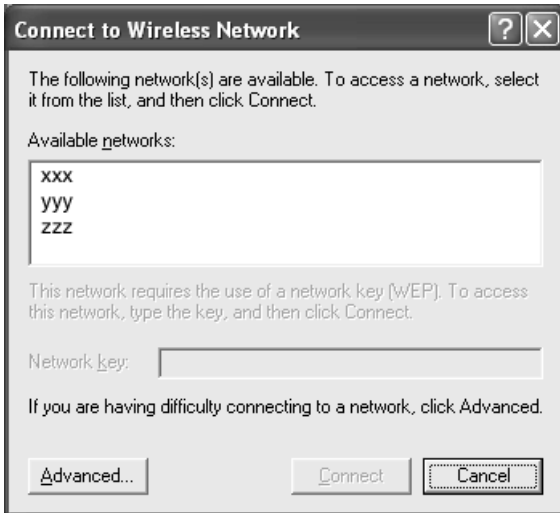 Connect to Wireless Network
The following network(s) are available. To access a network, select
it from the list, and then click Connect.
Available networks:
xxx
yyy
zzz
This network requires the use of a network key (WEP). To access
this network, type the key, and then click Connect.
Network key:
If you are having difficulty connecting to a network, click Advanced.
Advanced... Connect Cancel